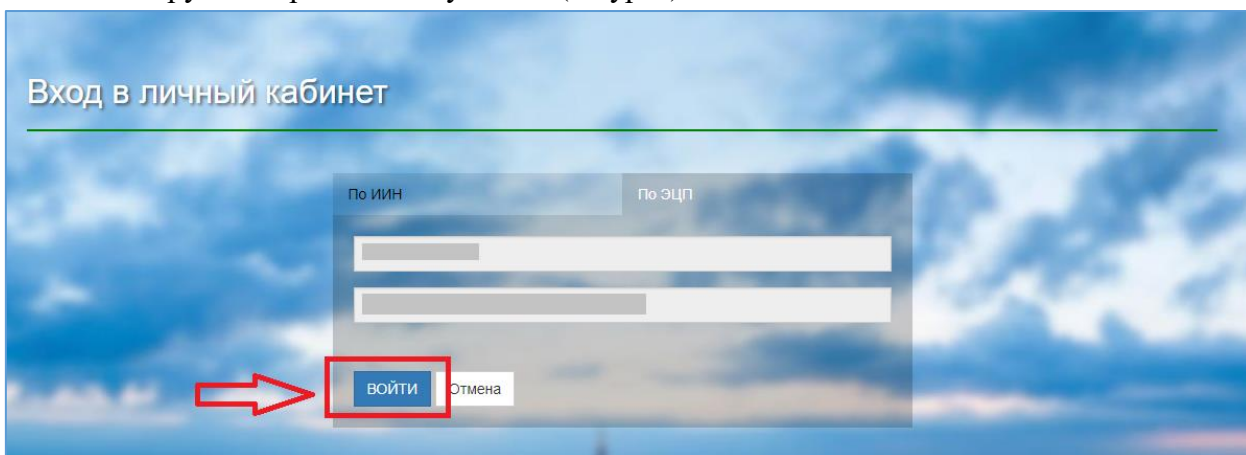 Вход в личный кабинет
По ИИН По ЭЦП
ВОЙТИ Отмена